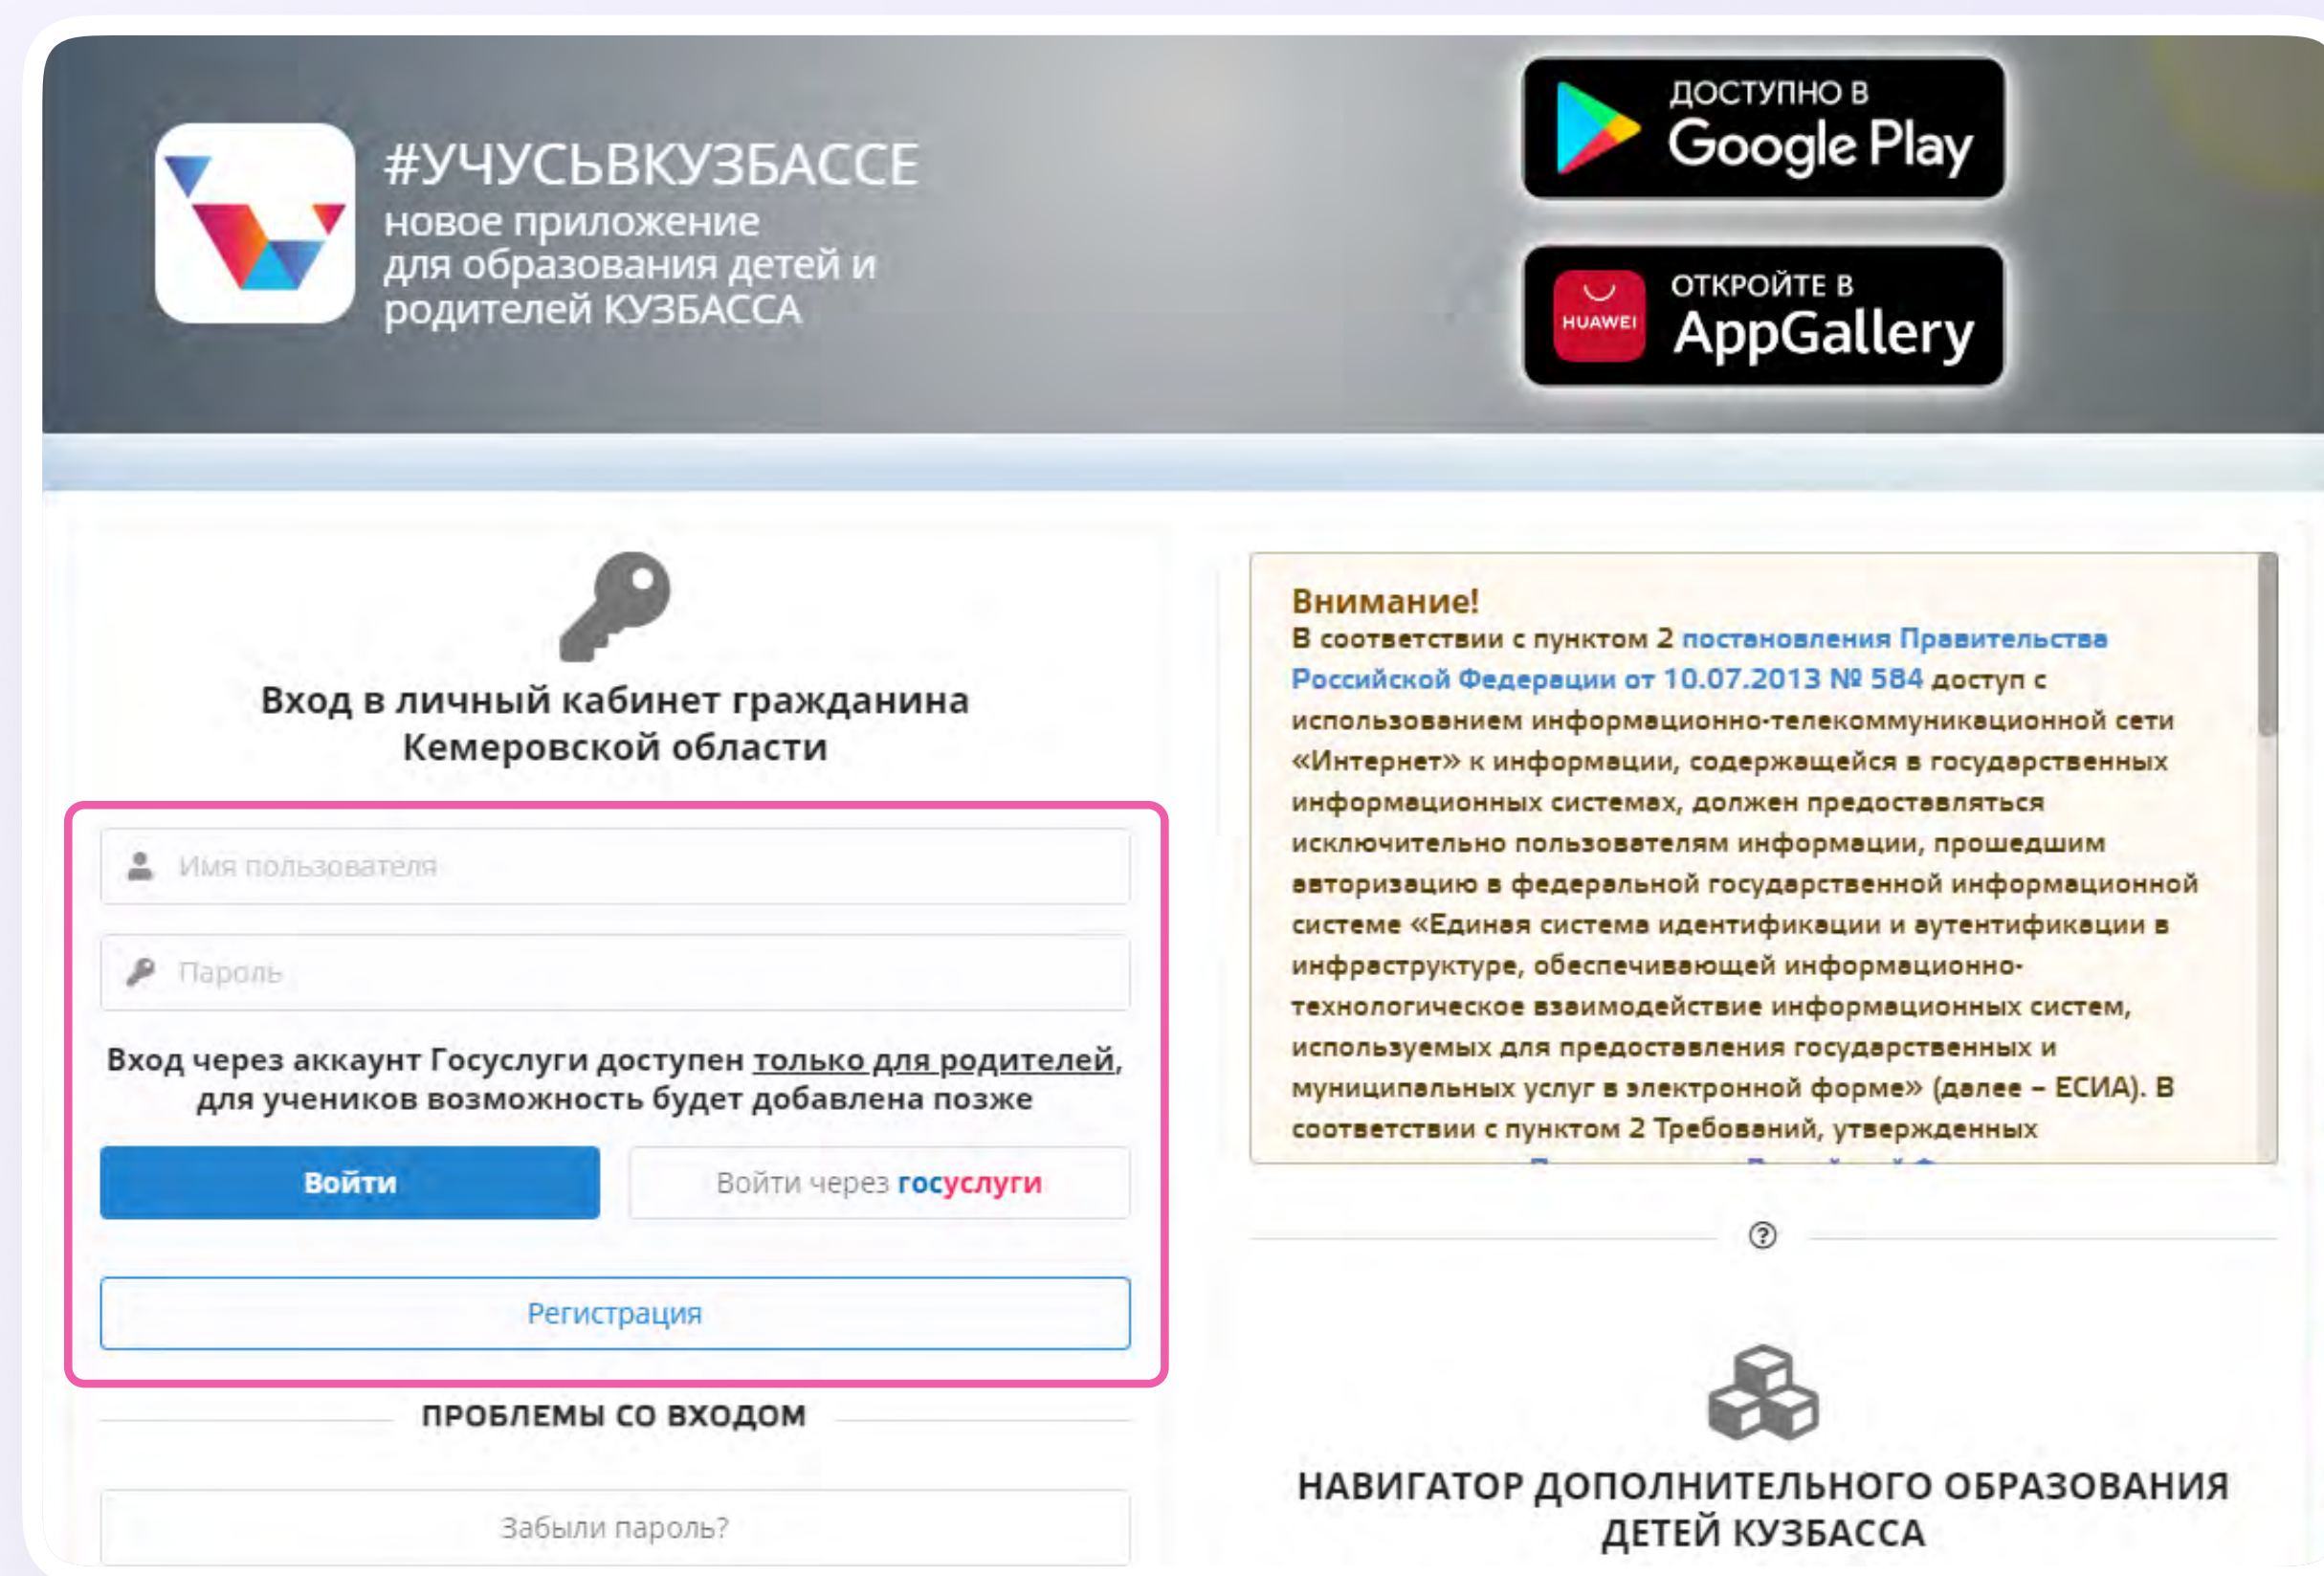 #УЧУСЬВКУЗБАССЕ
новое приложение
для образования детей и
родителей КУЗБАССА
ДОСТУПНО В
Google Play
HUAWEI
ОТКРОЙТЕ В
AppGallery
Вход в личный кабинет гражданина
Кемеровской области
Имя пользователя
Пароль
Вход через аккаунт Госуслуги доступен только для родителей,
для учеников возможность будет добавлена позже
Войти
Войти через госуслуги
Регистрация
ПРОБЛЕМЫ СО ВХОДОМ
Забыли пароль?
Внимание!
В соответствии с пунктом 2 постановления Правительства
Российской Федерации от 10.07.2013 № 584 доступ с
использованием информационно-телекоммуникационной сети
«Интернет» к информации, содержащейся в государственных
информационных системах, должен предоставляться
исключительно пользователям информации, прошедшим
авторизацию в федеральной государственной информационной
системе «Единая система идентификации и аутентификации в
инфраструктуре, обеспечивающей информационно-
технологическое взаимодействие информационных систем,
используемых для предоставления государственных и
муниципальных услуг в электронной форме» (далее – ЕСИА). В
соответствии с пунктом 2 Требований, утвержденных
НАВИГАТОР ДОПОЛНИТЕЛЬНОГО ОБРАЗОВАНИЯ
ДЕТЕЙ КУЗБАССА